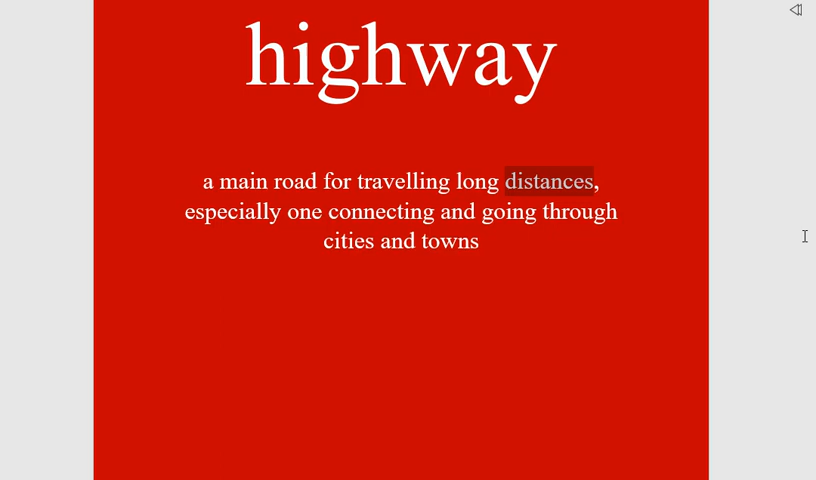 highway
a main road for travelling long distances,
especially one connecting and going through
cities and towns